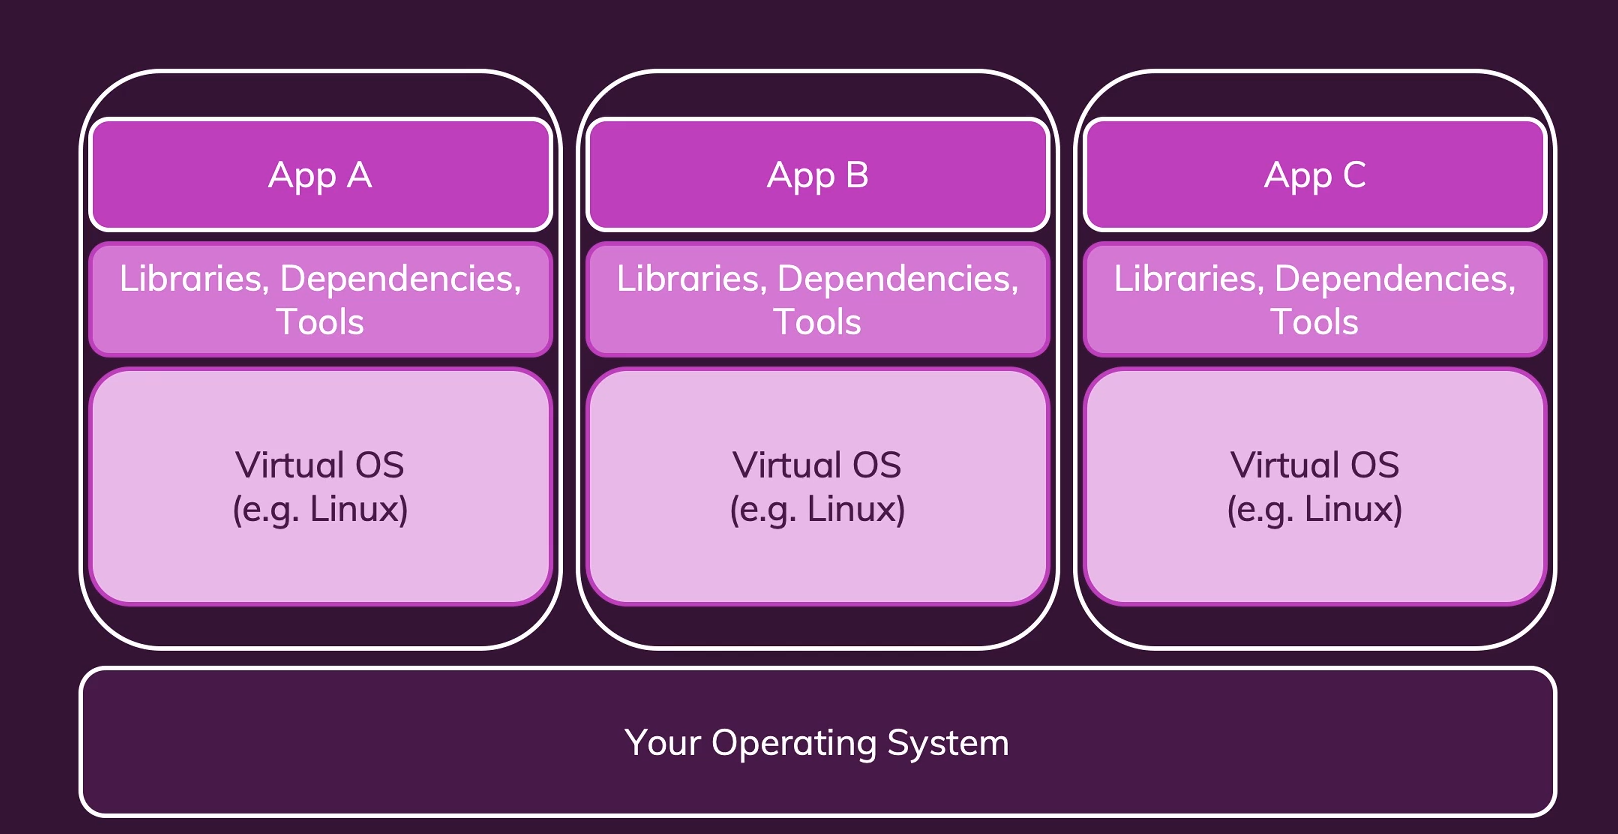 App A
App B
App C
Libraries, Dependencies,
Tools
Libraries, Dependencies,
Tools
Libraries, Dependencies,
Tools
Virtual OS
(e.g. Linux)
Virtual OS
(e.g. Linux)
Virtual OS
(e.g. Linux)
Your Operating System